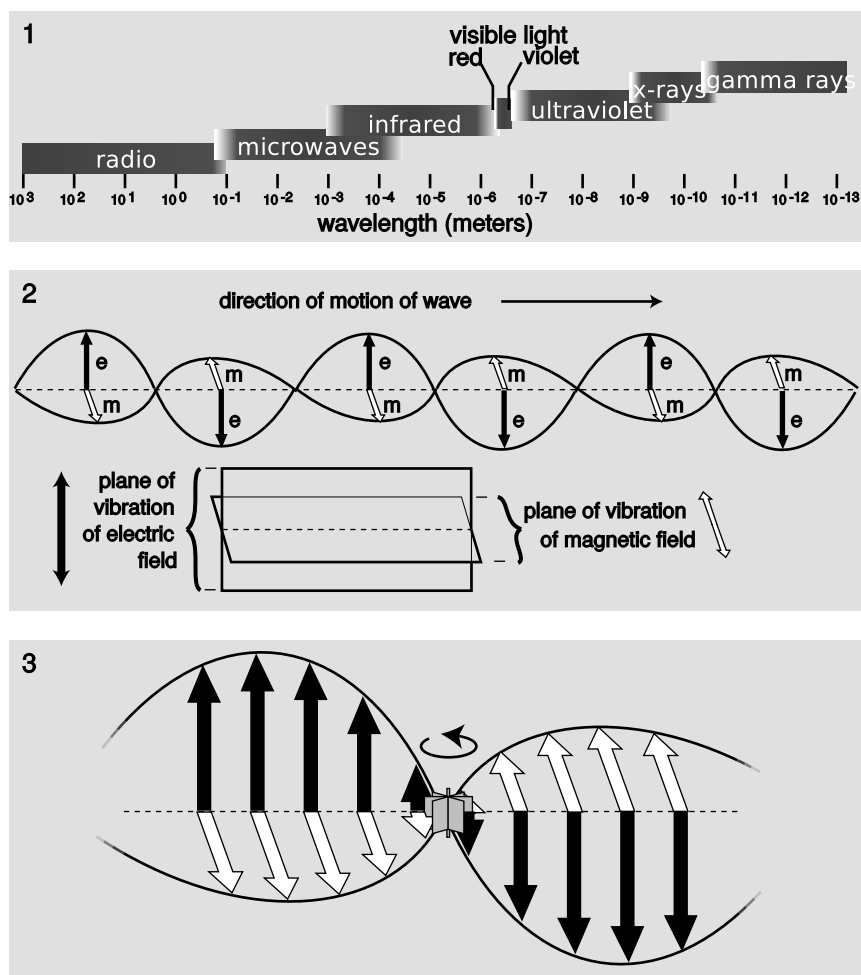 1
visible light
red violet
gamma rays
x-rays
ultraviolet
infrared
microwaves
radio
10³ 10² 10¹ 10⁰ 10-¹ 10-² 10-³ 10-⁴ 10-⁵ 10-⁶ 10-⁷ 10-⁸ 10-⁹ 10-¹⁰ 10-¹¹ 10-¹² 10-¹³
wavelength (meters)
2
direction of motion of wave
e m e m e m
m e m e m e
plane of
vibration
of electric
field
plane of vibration
of magnetic field
3